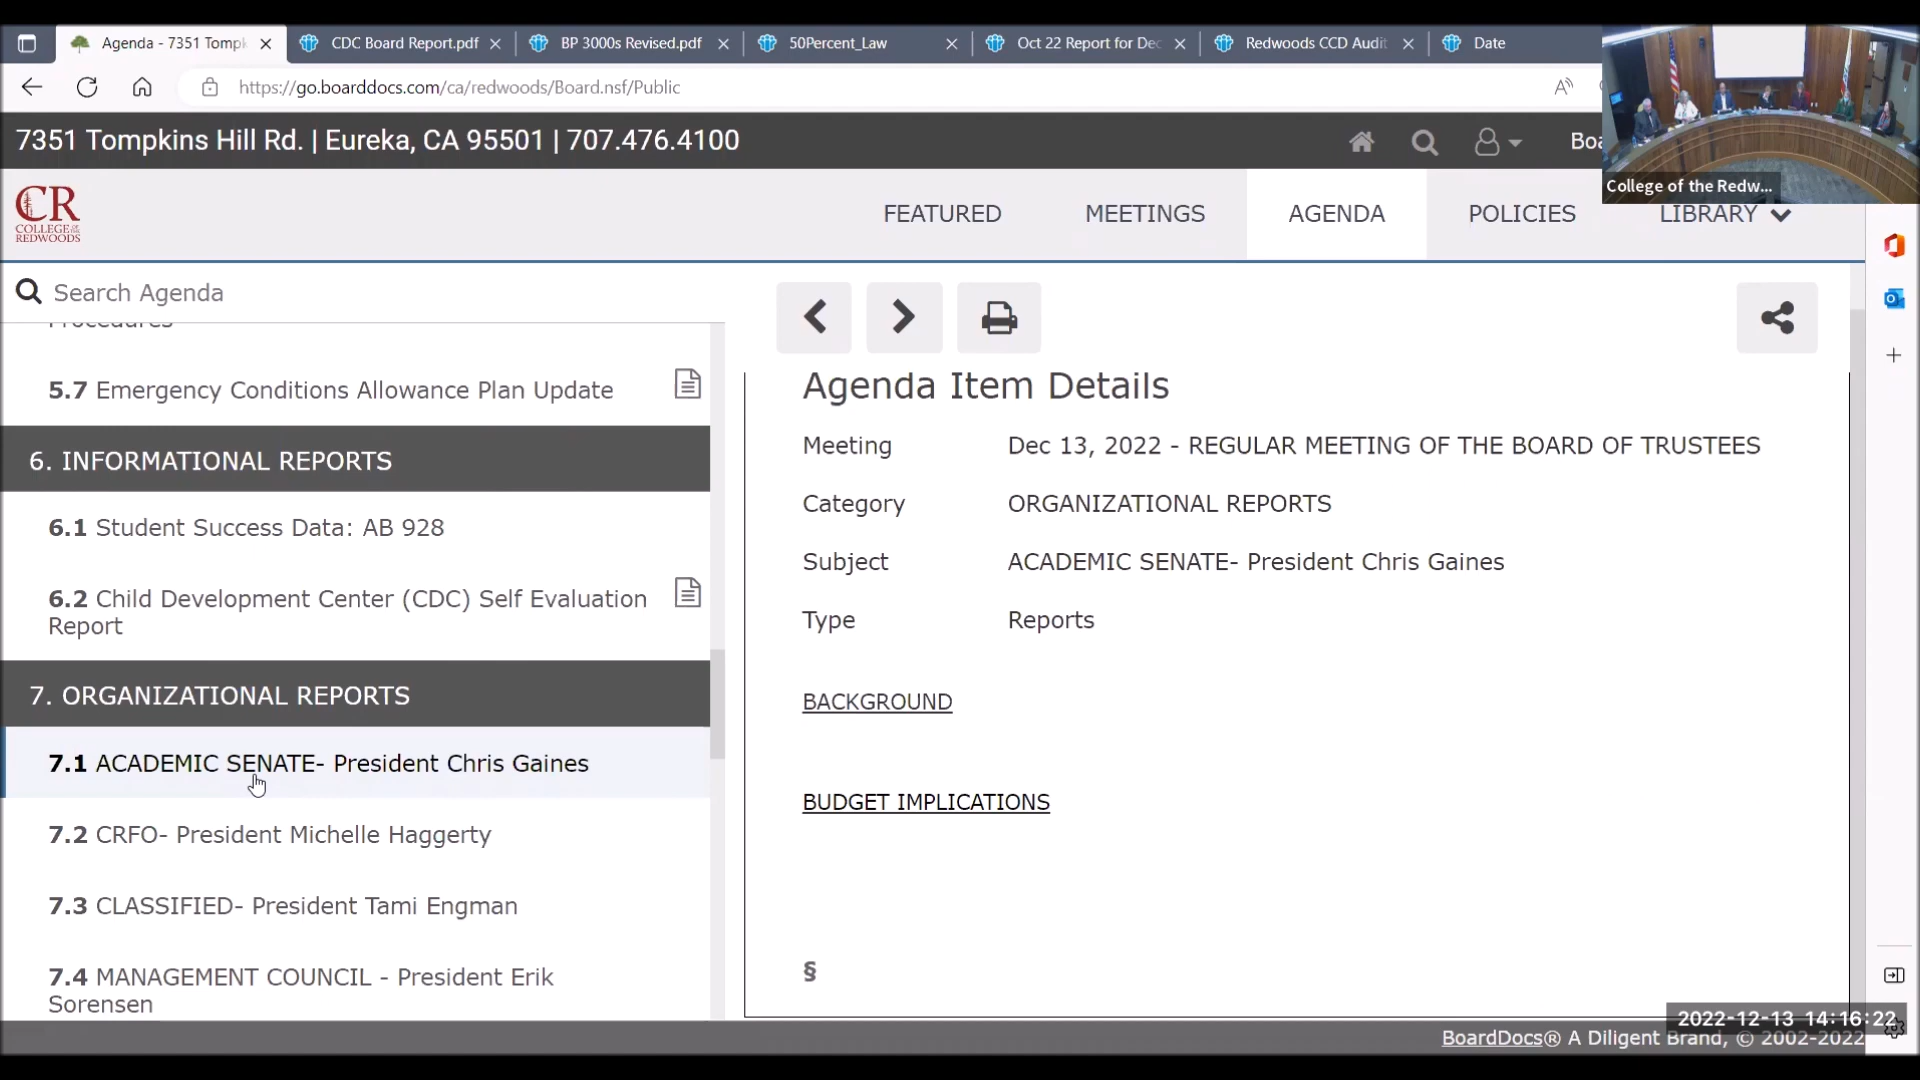 Agenda - 7351 Tomp
CDC Board Report.pdf
BP 3000s Revised.pdf
50Percent_Law
Oct 22 Report for Dec
Redwoods CCD Audit
Date
https://go.boarddocs.com/ca/redwoods/Board.nsf/Public
7351 Tompkins Hill Rd. | Eureka, CA 95501 | 707.476.4100
College of the Redw...
CR
COLLEGE OF THE
REDWOODS
FEATURED
MEETINGS
AGENDA
POLICIES
LIBRARY
Search Agenda
Procedures
5.7 Emergency Conditions Allowance Plan Update
6. INFORMATIONAL REPORTS
6.1 Student Success Data: AB 928
6.2 Child Development Center (CDC) Self Evaluation
Report
7. ORGANIZATIONAL REPORTS
7.1 ACADEMIC SENATE- President Chris Gaines
7.2 CRFO- President Michelle Haggerty
7.3 CLASSIFIED- President Tami Engman
7.4 MANAGEMENT COUNCIL - President Erik
Sorensen
Agenda Item Details
Meeting Dec 13, 2022 - REGULAR MEETING OF THE BOARD OF TRUSTEES
Category ORGANIZATIONAL REPORTS
Subject ACADEMIC SENATE- President Chris Gaines
Type Reports
BACKGROUND
BUDGET IMPLICATIONS
§
2022-12-13 14:16:22
BoardDocs® A Diligent Brand, © 2002-2022